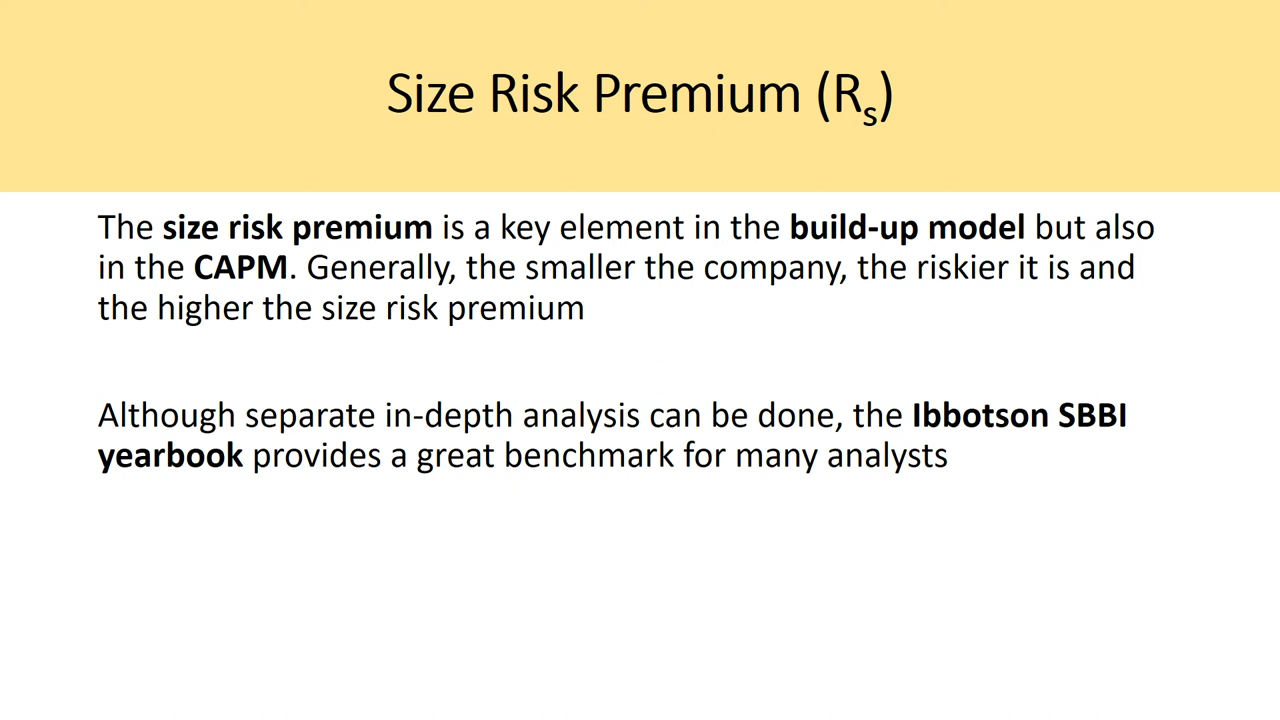 Size Risk Premium (Rs)
The size risk premium is a key element in the build-up model but also
in the CAPM. Generally, the smaller the company, the riskier it is and
the higher the size risk premium
Although separate in-depth analysis can be done, the Ibbotson SBBI
yearbook provides a great benchmark for many analysts